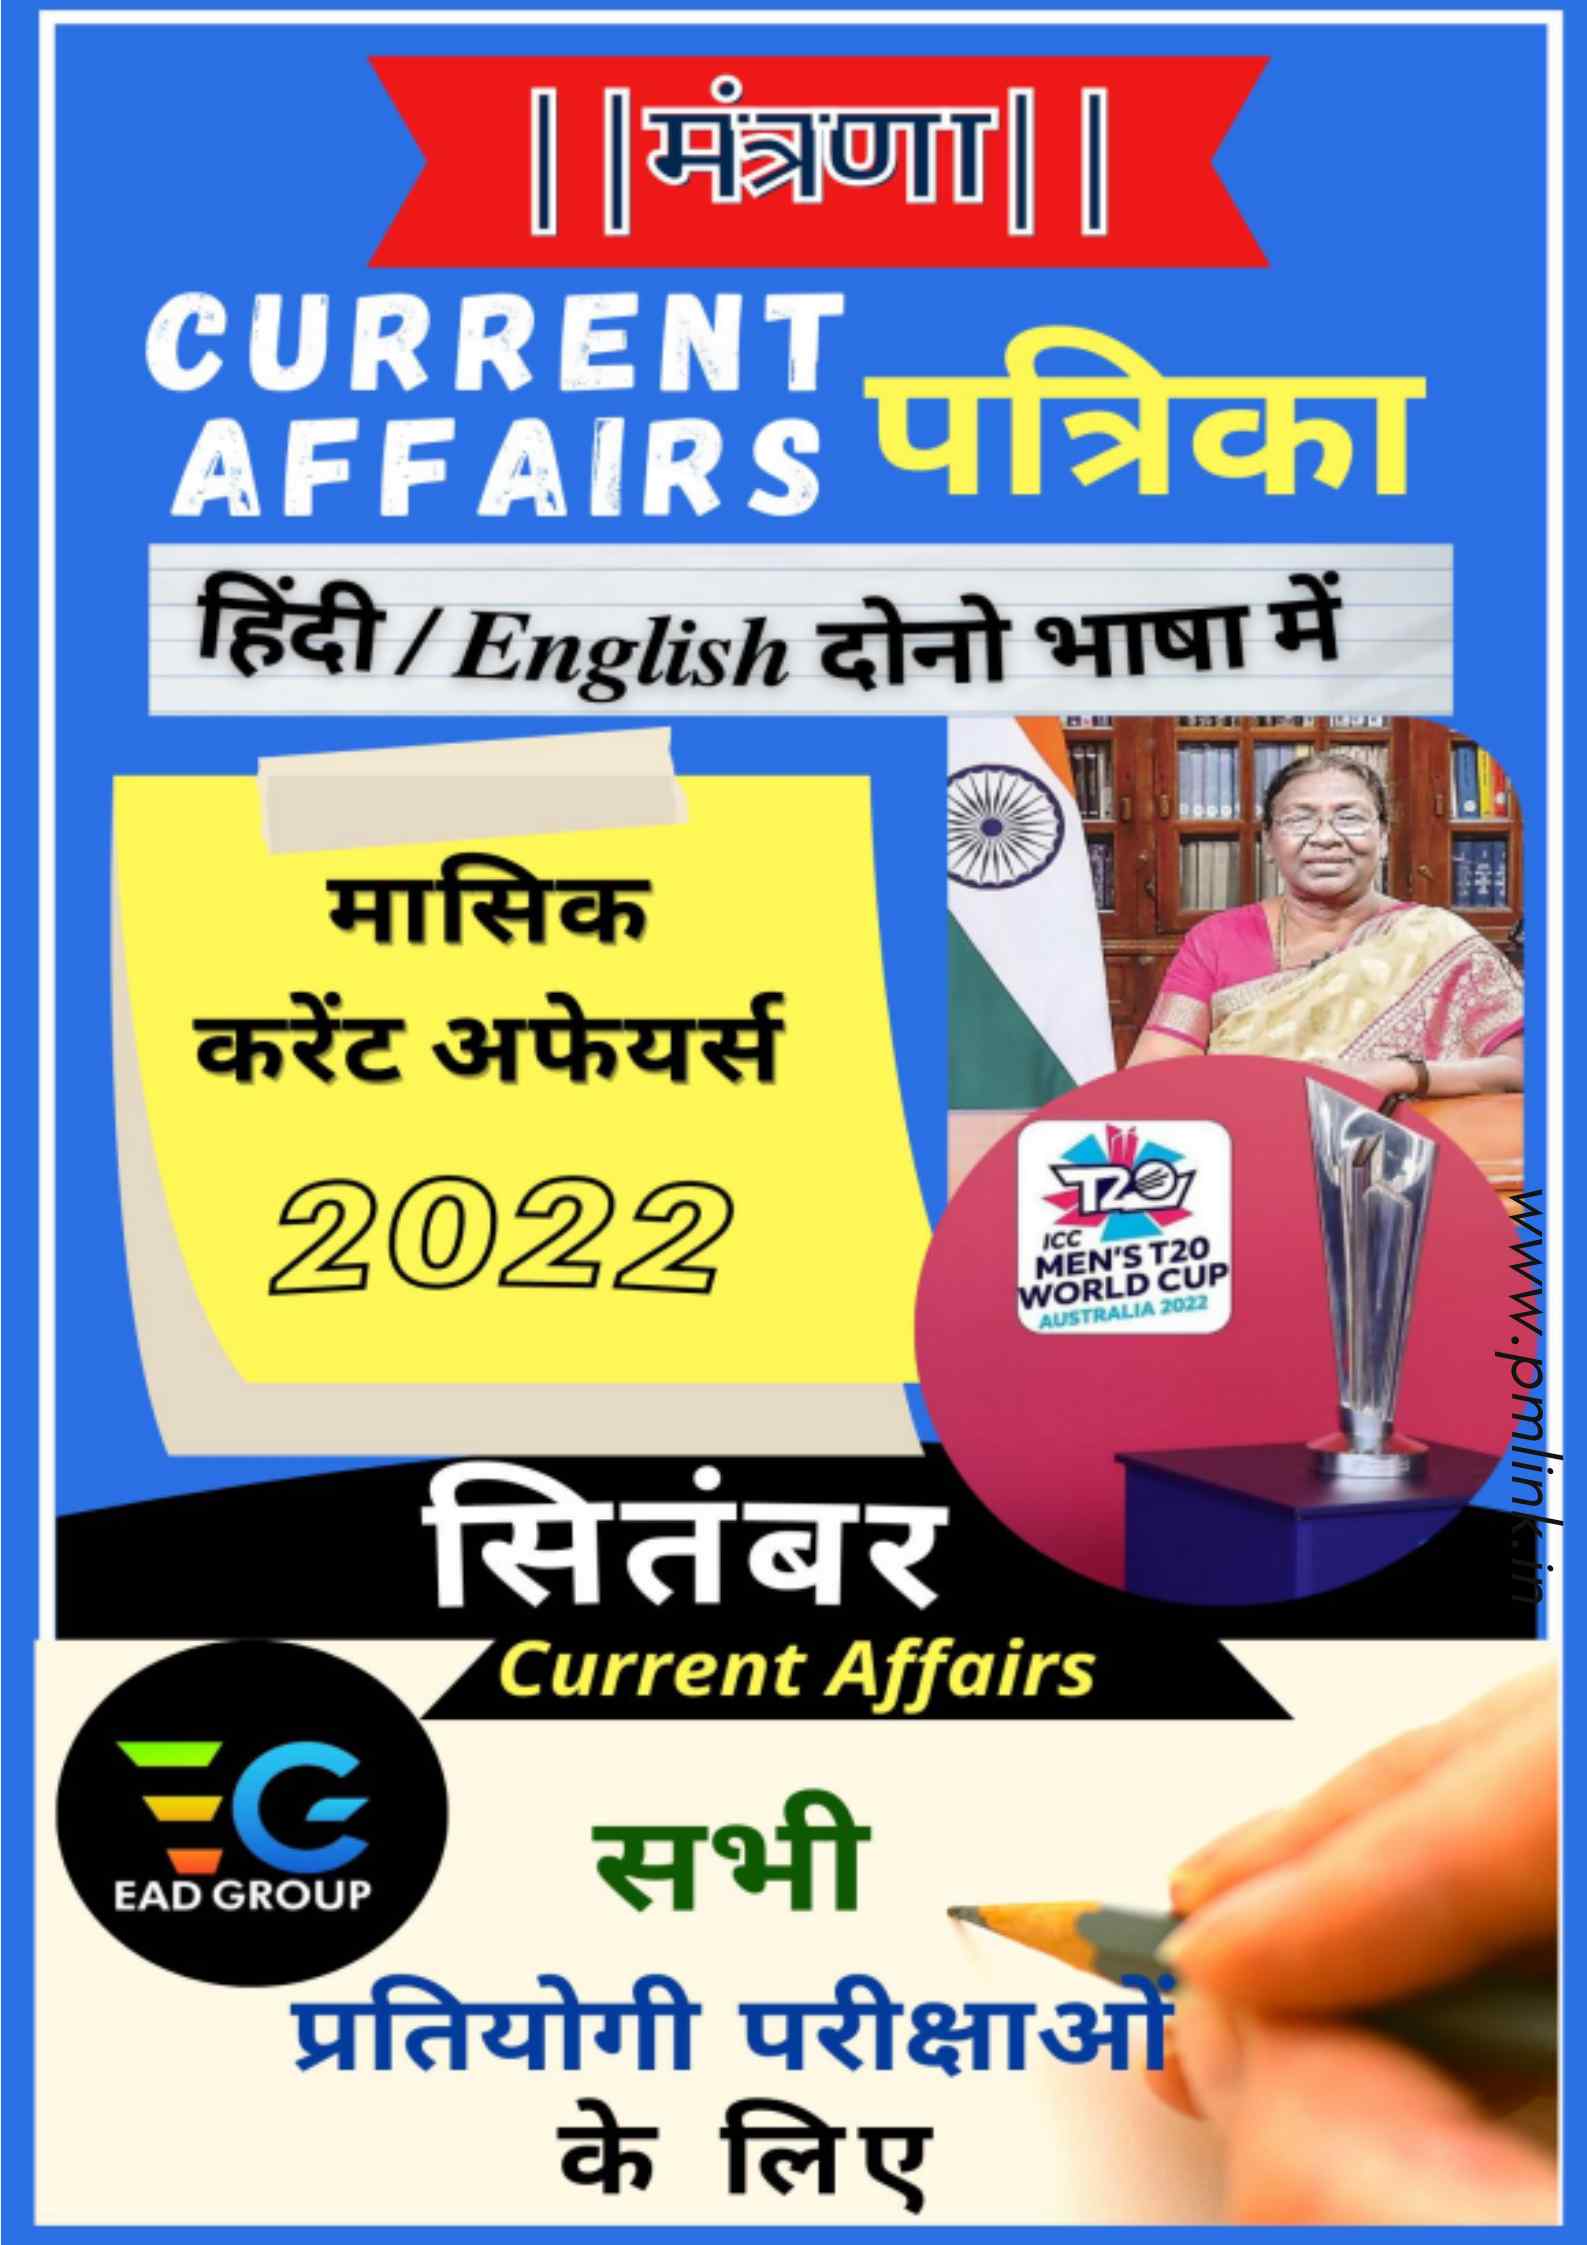 ||मंत्रणा||
CURRENT
AFFAIRS
पत्रिका
हिंदी / English दोनो भाषा में
मासिक
करेंट अफेयर्स
2022
T20
ICC
MEN'S T20
WORLD CUP
AUSTRALIA 2022
www.pmlink.in
सितंबर
Current Affairs
EG
EAD GROUP
सभी
प्रतियोगी परीक्षाओं
के लिए